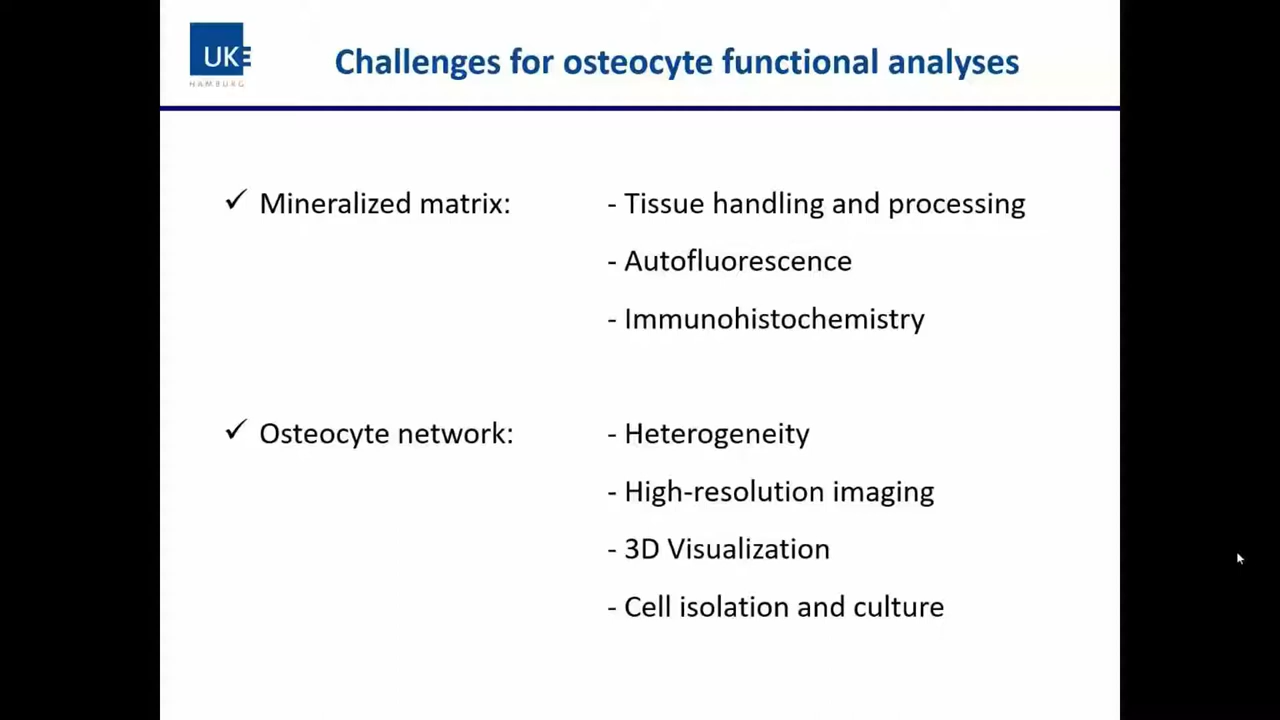 UKE
HAMBURG
Challenges for osteocyte functional analyses
✓ Mineralized matrix: - Tissue handling and processing
- Autofluorescence
- Immunohistochemistry
✓ Osteocyte network: - Heterogeneity
- High-resolution imaging
- 3D Visualization
- Cell isolation and culture